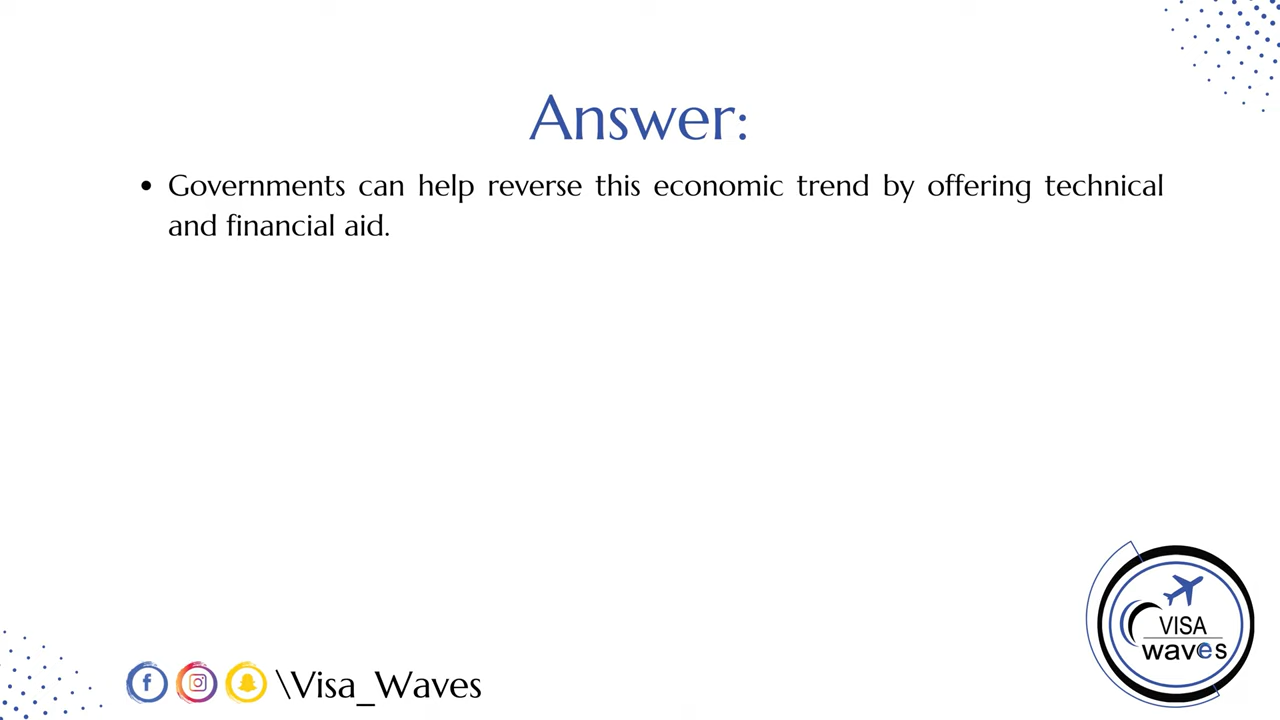 Answer:
• Governments can help reverse this economic trend by offering technical
and financial aid.
VISA
waves
\Visa_Waves